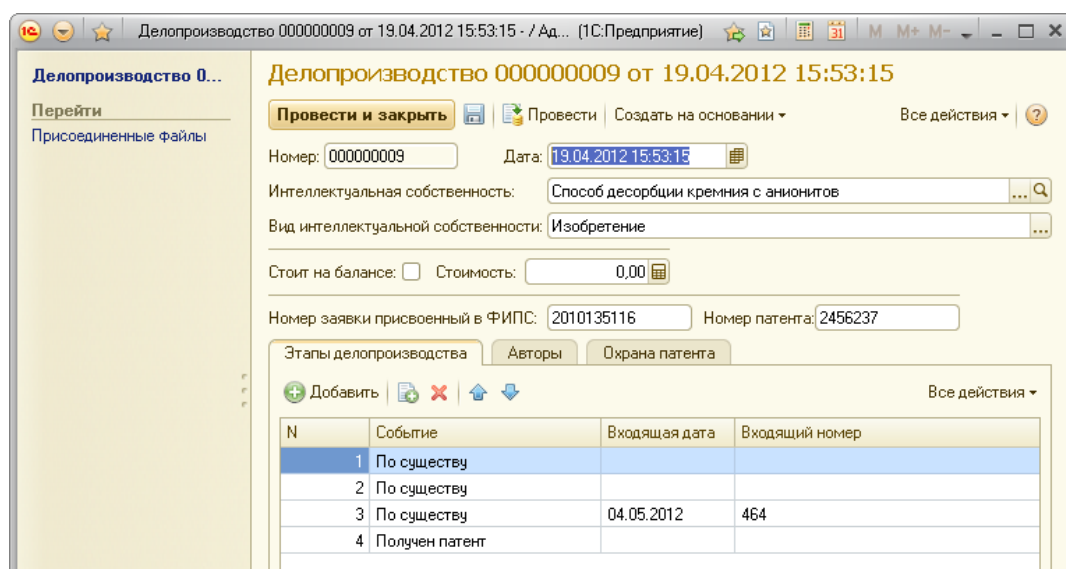 Делопроизводство 000000009 от 19.04.2012 15:53:15 - / Ад... (1С:Предприятие) 31 M M+ M-
Делопроизводство 0...
Перейти
Присоединенные файлы
Делопроизводство 000000009 от 19.04.2012 15:53:15
Провести и закрыть Провести Создать на основании Все действия ?
Номер: 000000009 Дата: 19.04.2012 15:53:15
Интеллектуальная собственность: Способ десорбции кремния с анионитов ...
Вид интеллектуальной собственности: Изобретение ...
Стоит на балансе: Стоимость: 0,00
Номер заявки присвоенный в ФИПС: 2010135116 Номер патента: 2456237
Этапы делопроизводства Авторы Охрана патента
Добавить Все действия
N Событие Входящая дата Входящий номер
1 По существу
2 По существу
3 По существу 04.05.2012 464
4 Получен патент